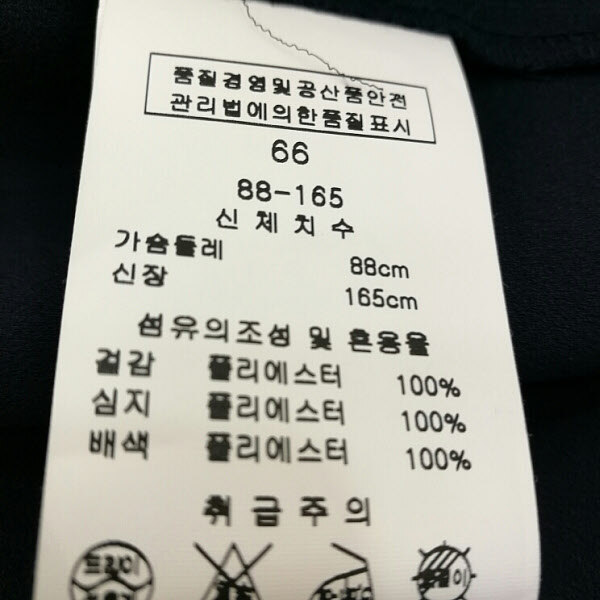 품질경영및공산품안전
관리법에의한품질표시
66
88-165
신체치수
가슴둘레 88cm
신장 165cm
섬유의조성 및 혼용율
겉감 폴리에스터 100%
심지 폴리에스터 100%
배색 폴리에스터 100%
취급주의
드라이